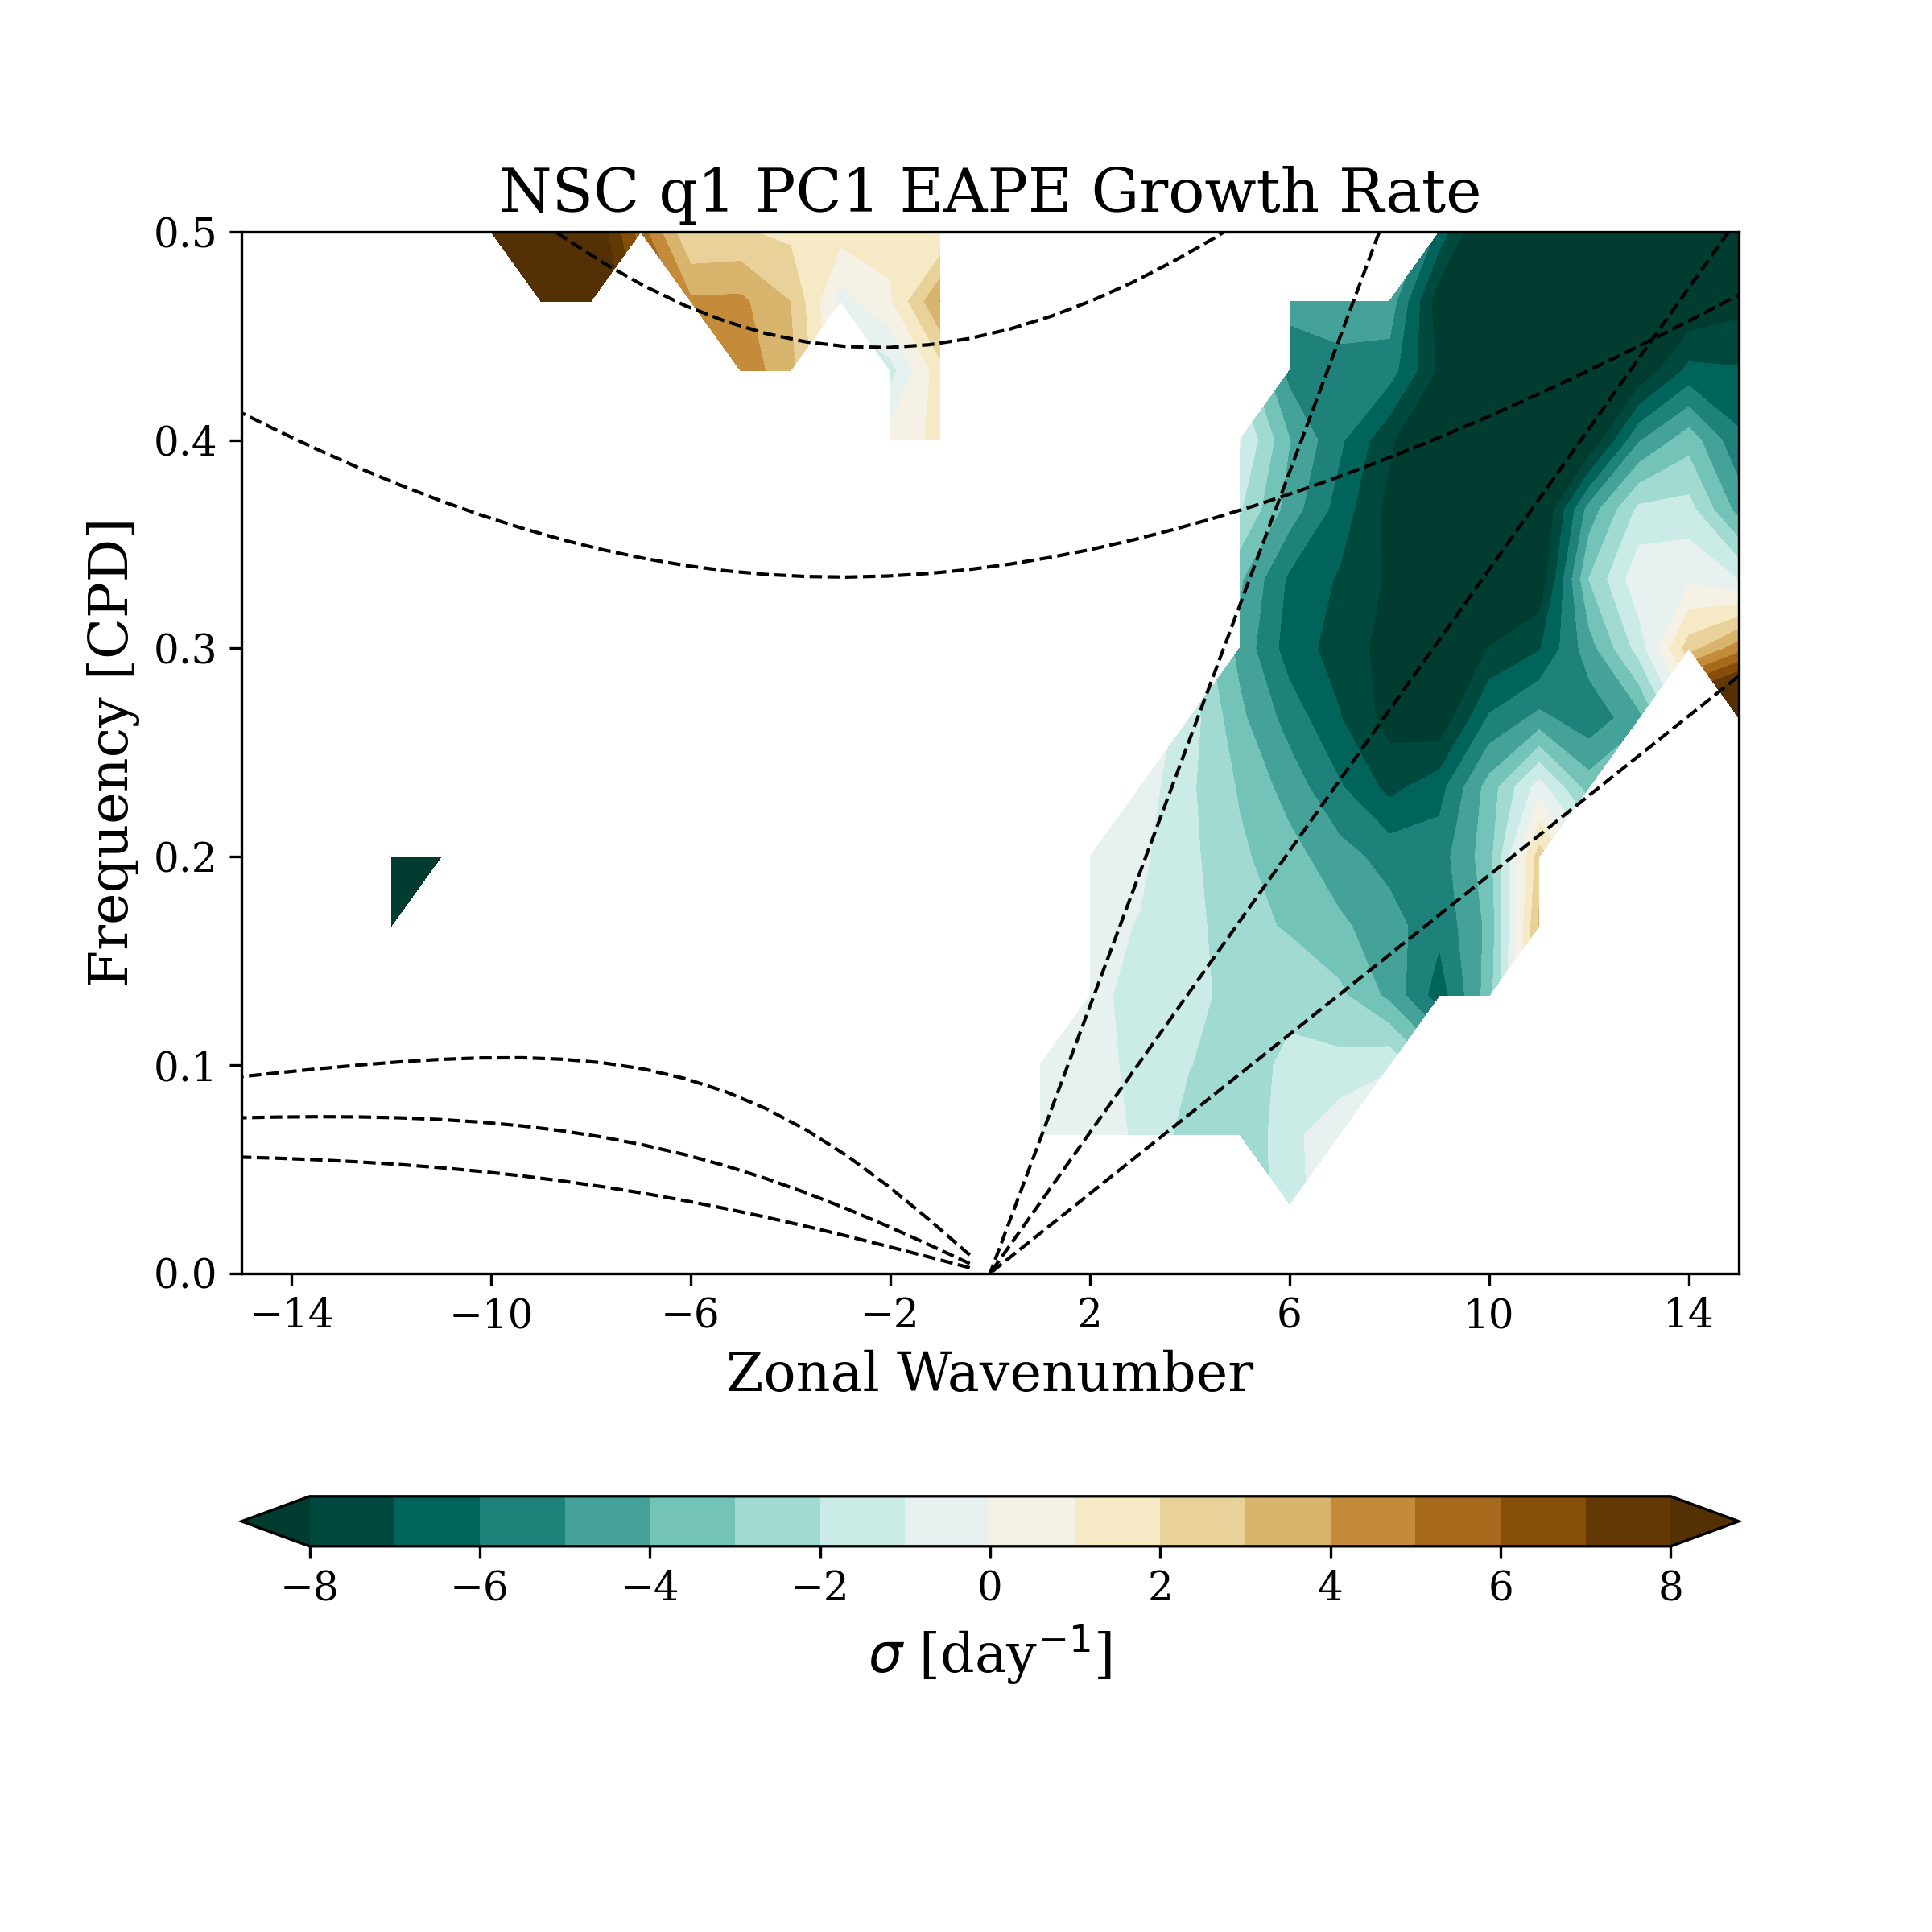 NSC q1 PC1 EAPE Growth Rate
0.5
0.4
0.3
0.2
0.1
0.0
Frequency [CPD]
−14 −10 −6 −2 2 6 10 14
Zonal Wavenumber
−8 −6 −4 −2 0 2 4 6 8
σ [day⁻¹]